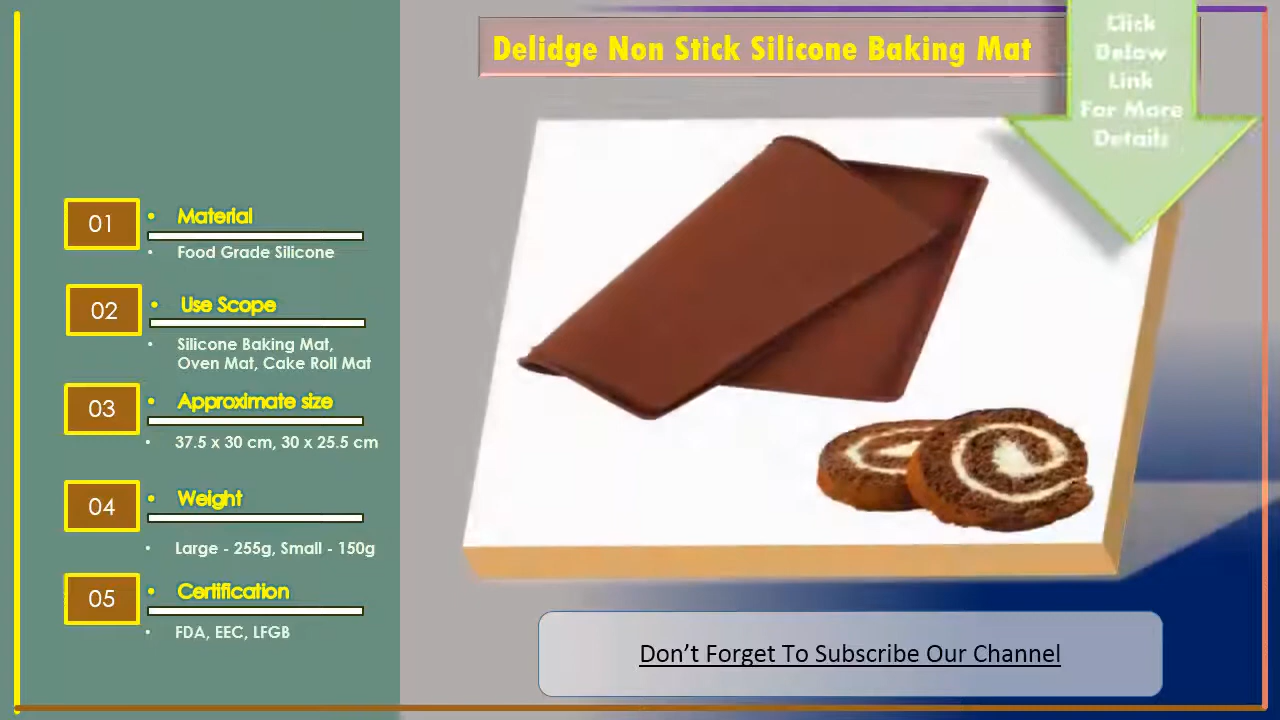 Delidge Non Stick Silicone Baking Mat
Click
Below
Link
For More
Details
01
• Material
• Food Grade Silicone
02
• Use Scope
• Silicone Baking Mat,
Oven Mat, Cake Roll Mat
03
• Approximate size
• 37.5 x 30 cm, 30 x 25.5 cm
04
• Weight
• Large - 255g, Small - 150g
05
• Certification
• FDA, EEC, LFGB
Don’t Forget To Subscribe Our Channel